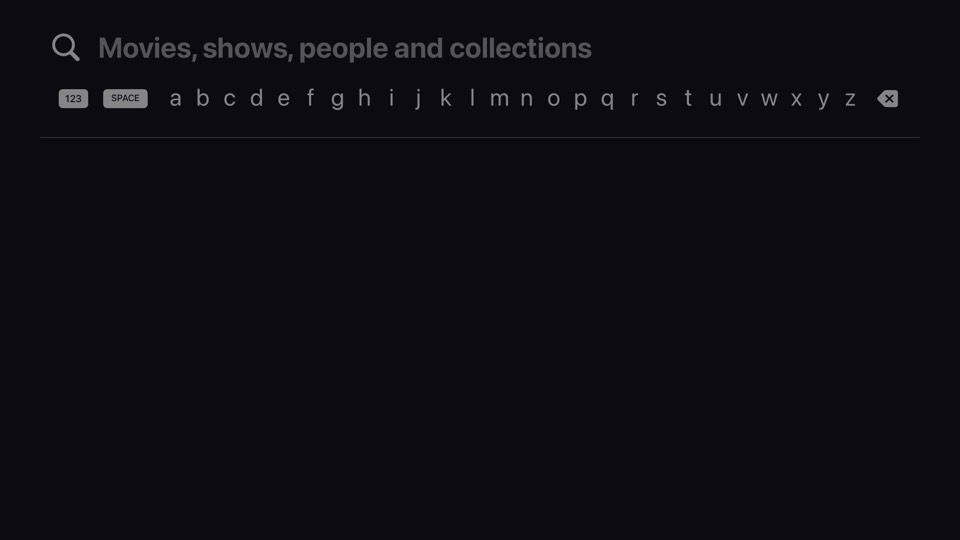 Movies, shows, people and collections
123 SPACE a b c d e f g h i j k l m n o p q r s t u v w x y z